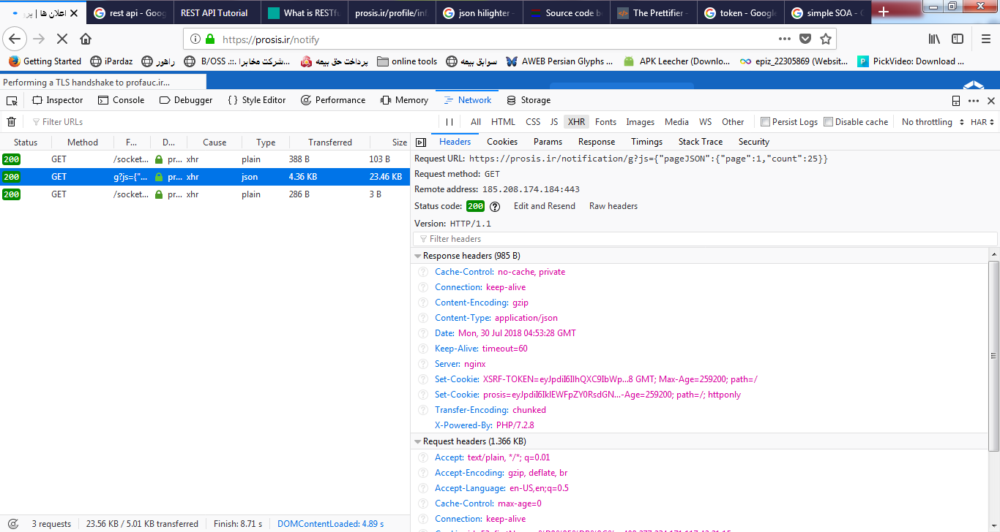 اعلان ها | پر
rest api - Goog
REST API Tutorial
What is RESTfu
prosis.ir/profile/inf
json hilighter -
Source code b
The Prettifier -
token - Google
simple SOA - G
https://prosis.ir/notify
Getting Started
iPardaz
راهور
B/OSS .::. شرکت مخابرا...
پرداخت حق بیمه
online tools
سوابق بیمه
AWEB Persian Glyphs ...
APK Leecher (Downlo...
epiz_22305869 (Websit...
PickVideo: Download ...
Performing a TLS handshake to profauc.ir...
Inspector Console Debugger { } Style Editor Performance Memory Network Storage
Filter URLs
All HTML CSS JS XHR Fonts Images Media WS Other Persist Logs Disable cache No throttling HAR
Status Method F... D... Cause Type Transferred Size
200 GET /socket... pr... xhr plain 388 B 103 B
200 GET g?js={"... pr... xhr json 4.36 KB 23.46 KB
200 GET /socket... pr... xhr plain 286 B 3 B
Headers Cookies Params Response Timings Stack Trace Security
Request URL: https://prosis.ir/notification/g?js={"pageJSON":{"page":1,"count":25}}
Request method: GET
Remote address: 185.208.174.184:443
Status code: 200 Edit and Resend Raw headers
Version: HTTP/1.1
Filter headers
Response headers (985 B)
Cache-Control: no-cache, private
Connection: keep-alive
Content-Encoding: gzip
Content-Type: application/json
Date: Mon, 30 Jul 2018 04:53:28 GMT
Keep-Alive: timeout=60
Server: nginx
Set-Cookie: XSRF-TOKEN=eyJpdiI6IlhQXC9IbWp...8 GMT; Max-Age=259200; path=/
Set-Cookie: prosis=eyJpdiI6IklEWFpZY0RsdGN...-Age=259200; path=/; httponly
Transfer-Encoding: chunked
X-Powered-By: PHP/7.2.8
Request headers (1.366 KB)
Accept: text/plain, */*; q=0.01
Accept-Encoding: gzip, deflate, br
Accept-Language: en-US,en;q=0.5
Cache-Control: max-age=0
Connection: keep-alive
3 requests 23.56 KB / 5.01 KB transferred Finish: 8.71 s DOMContentLoaded: 4.89 s